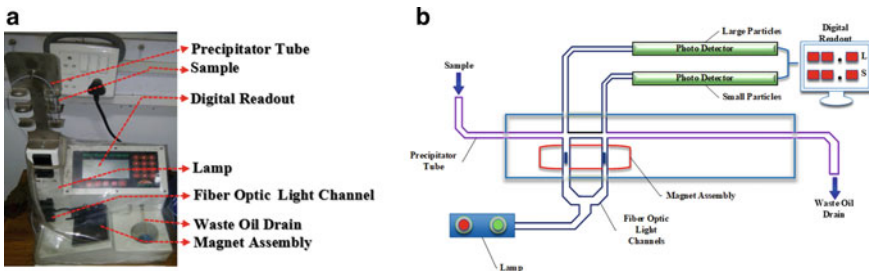 a
Precipitator Tube
Sample
Digital Readout
Lamp
Fiber Optic Light Channel
Waste Oil Drain
Magnet Assembly
b
Large Particles
Photo Detector
Photo Detector
Small Particles
Digital
Readout
L
S
Sample
Precipitator
Tube
Magnet Assembly
Fiber Optic
Light
Channels
Lamp
Waste Oil
Drain